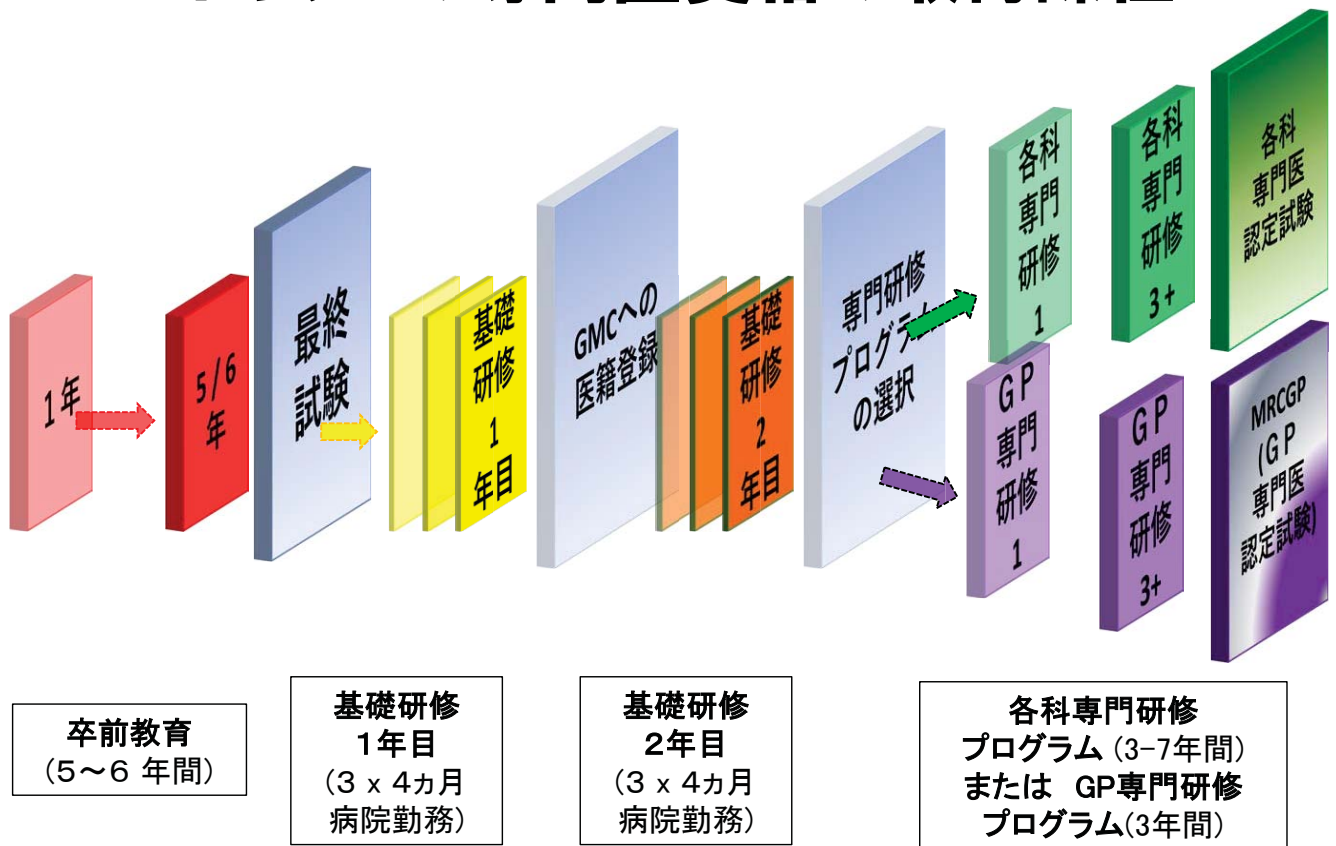 1年
5/6
年
最終
試験
基礎
研修
1
年目
GMCへの
医籍登録
基礎
研修
2
年目
専門研修
プログラム
の選択
各科
専門
研修
1
各科
専門
研修
3+
各科
専門医
認定試験
GP
専門
研修
1
GP
専門
研修
3+
MRCGP
(GP
専門医
認定試験)
卒前教育
(5～6 年間)
基礎研修
1年目
(3 x 4ヵ月
病院勤務)
基礎研修
2年目
(3 x 4ヵ月
病院勤務)
各科専門研修
プログラム (3-7年間)
または GP専門研修
プログラム(3年間)